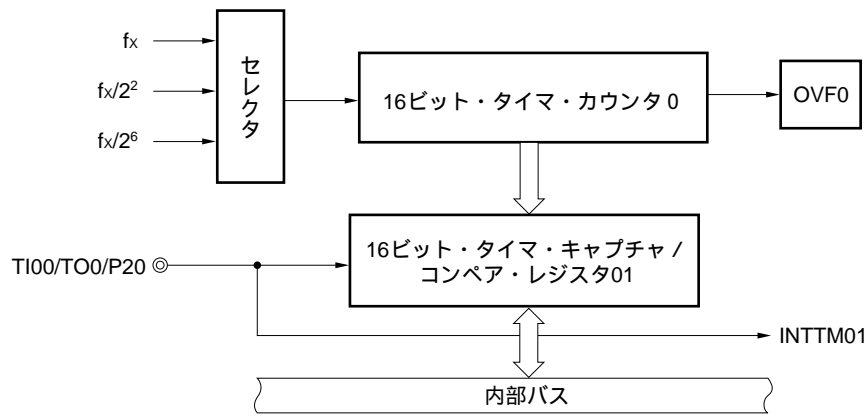 fX
fX/2²
fX/2⁶
セレクタ
16ビット・タイマ・カウンタ0
OVF0
TI00/TO0/P20
16ビット・タイマ・キャプチャ/
コンペア・レジスタ01
INTTM01
内部バス